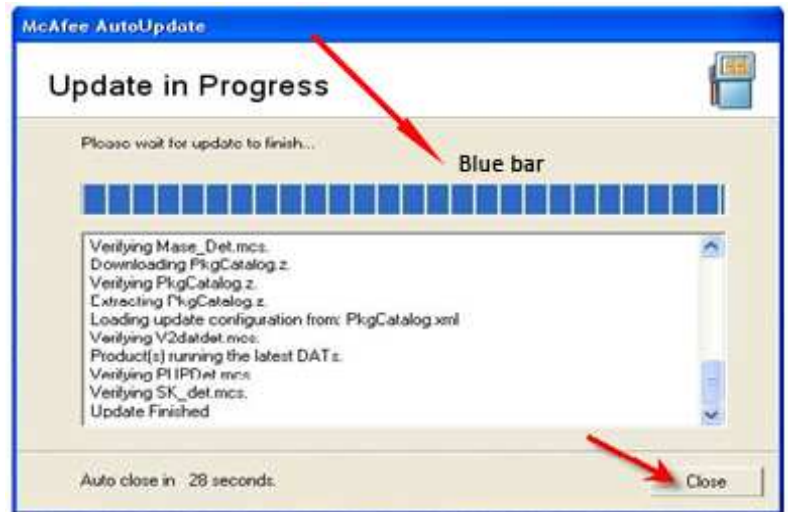 McAfee AutoUpdate
Update in Progress
Please wait for update to finish...
Blue bar
Verifying Mase_Det.mcs.
Downloading PkgCatalog.z.
Verifying PkgCatalog.z.
Extracting PkgCatalog.z.
Loading update configuration from: PkgCatalog.xml
Verifying V2datdet.mcs.
Product(s) running the latest DATs.
Verifying PUPDet.mcs
Verifying SK_det.mcs.
Update Finished
Auto close in 28 seconds.
Close